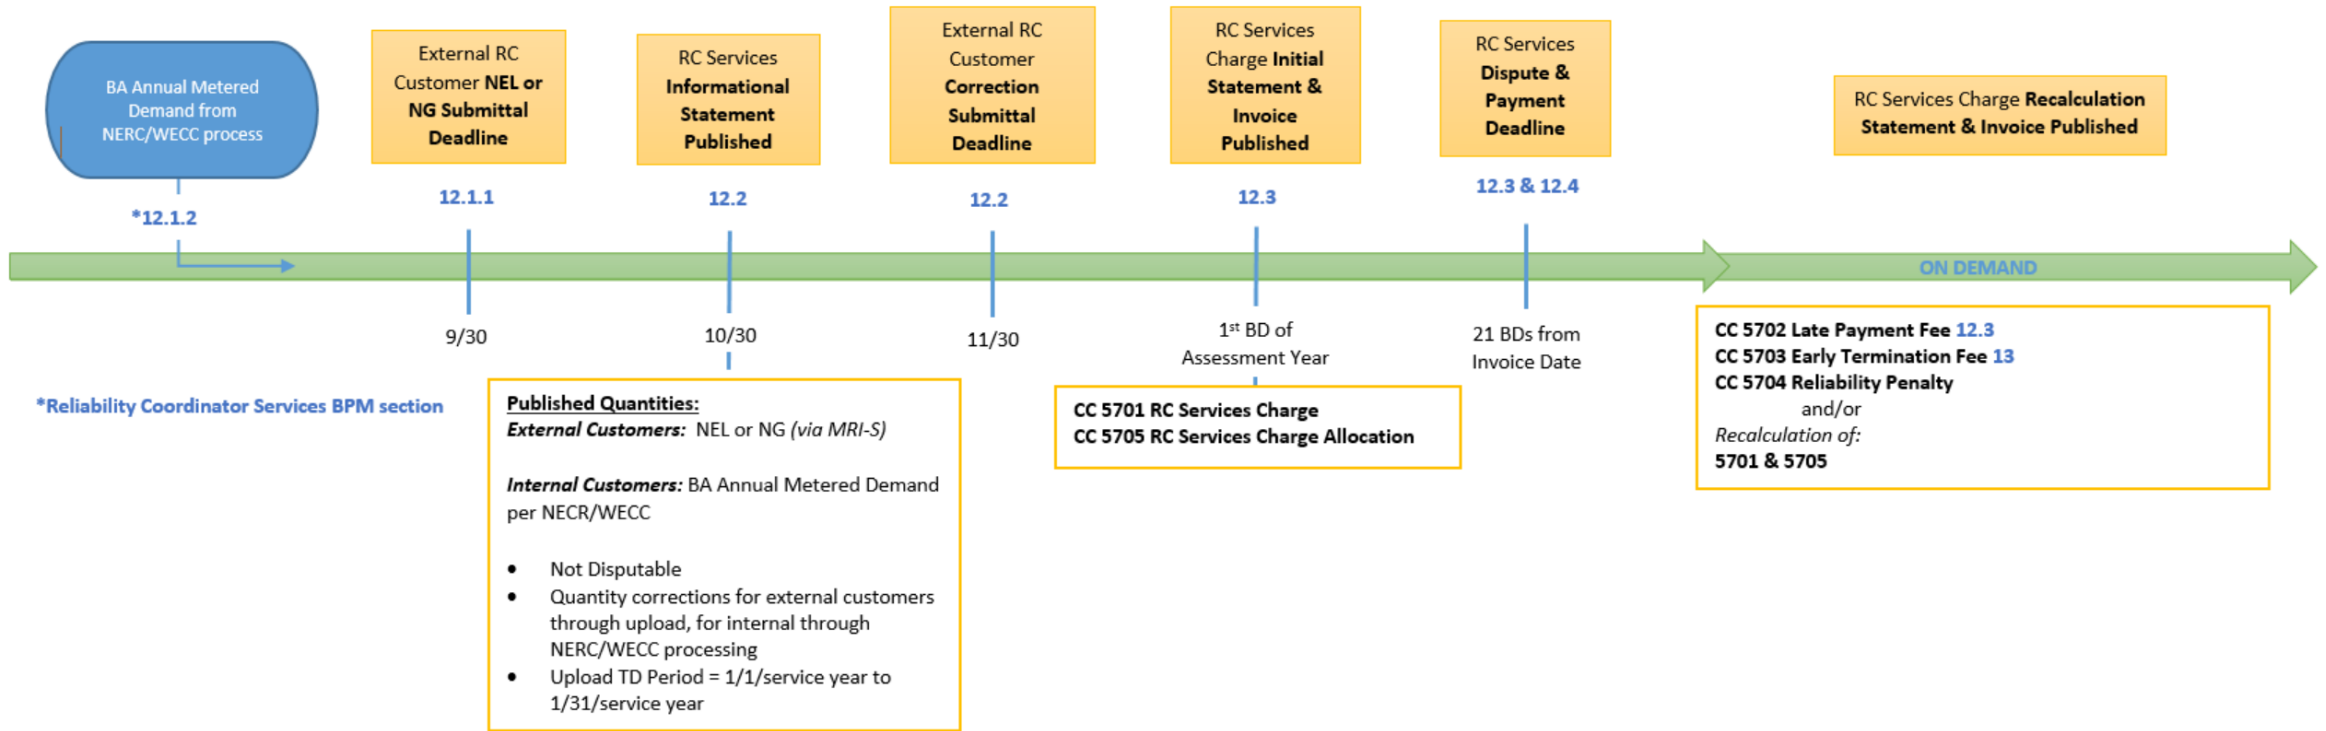 BA Annual Metered
Demand from
NERC/WECC process
*12.1.2
External RC
Customer NEL or
NG Submittal
Deadline
12.1.1
9/30
RC Services
Informational
Statement
Published
12.2
10/30
External RC
Customer
Correction
Submittal
Deadline
12.2
11/30
RC Services
Charge Initial
Statement &
Invoice
Published
12.3
1st BD of
Assessment Year
RC Services
Dispute &
Payment
Deadline
12.3 & 12.4
21 BDs from
Invoice Date
RC Services Charge Recalculation
Statement & Invoice Published
ON DEMAND
*Reliability Coordinator Services BPM section
Published Quantities:
External Customers: NEL or NG (via MRI-S)
Internal Customers: BA Annual Metered Demand
per NECR/WECC
• Not Disputable
• Quantity corrections for external customers
through upload, for internal through
NERC/WECC processing
• Upload TD Period = 1/1/service year to
1/31/service year
CC 5701 RC Services Charge
CC 5705 RC Services Charge Allocation
CC 5702 Late Payment Fee 12.3
CC 5703 Early Termination Fee 13
CC 5704 Reliability Penalty
and/or
Recalculation of:
5701 & 5705